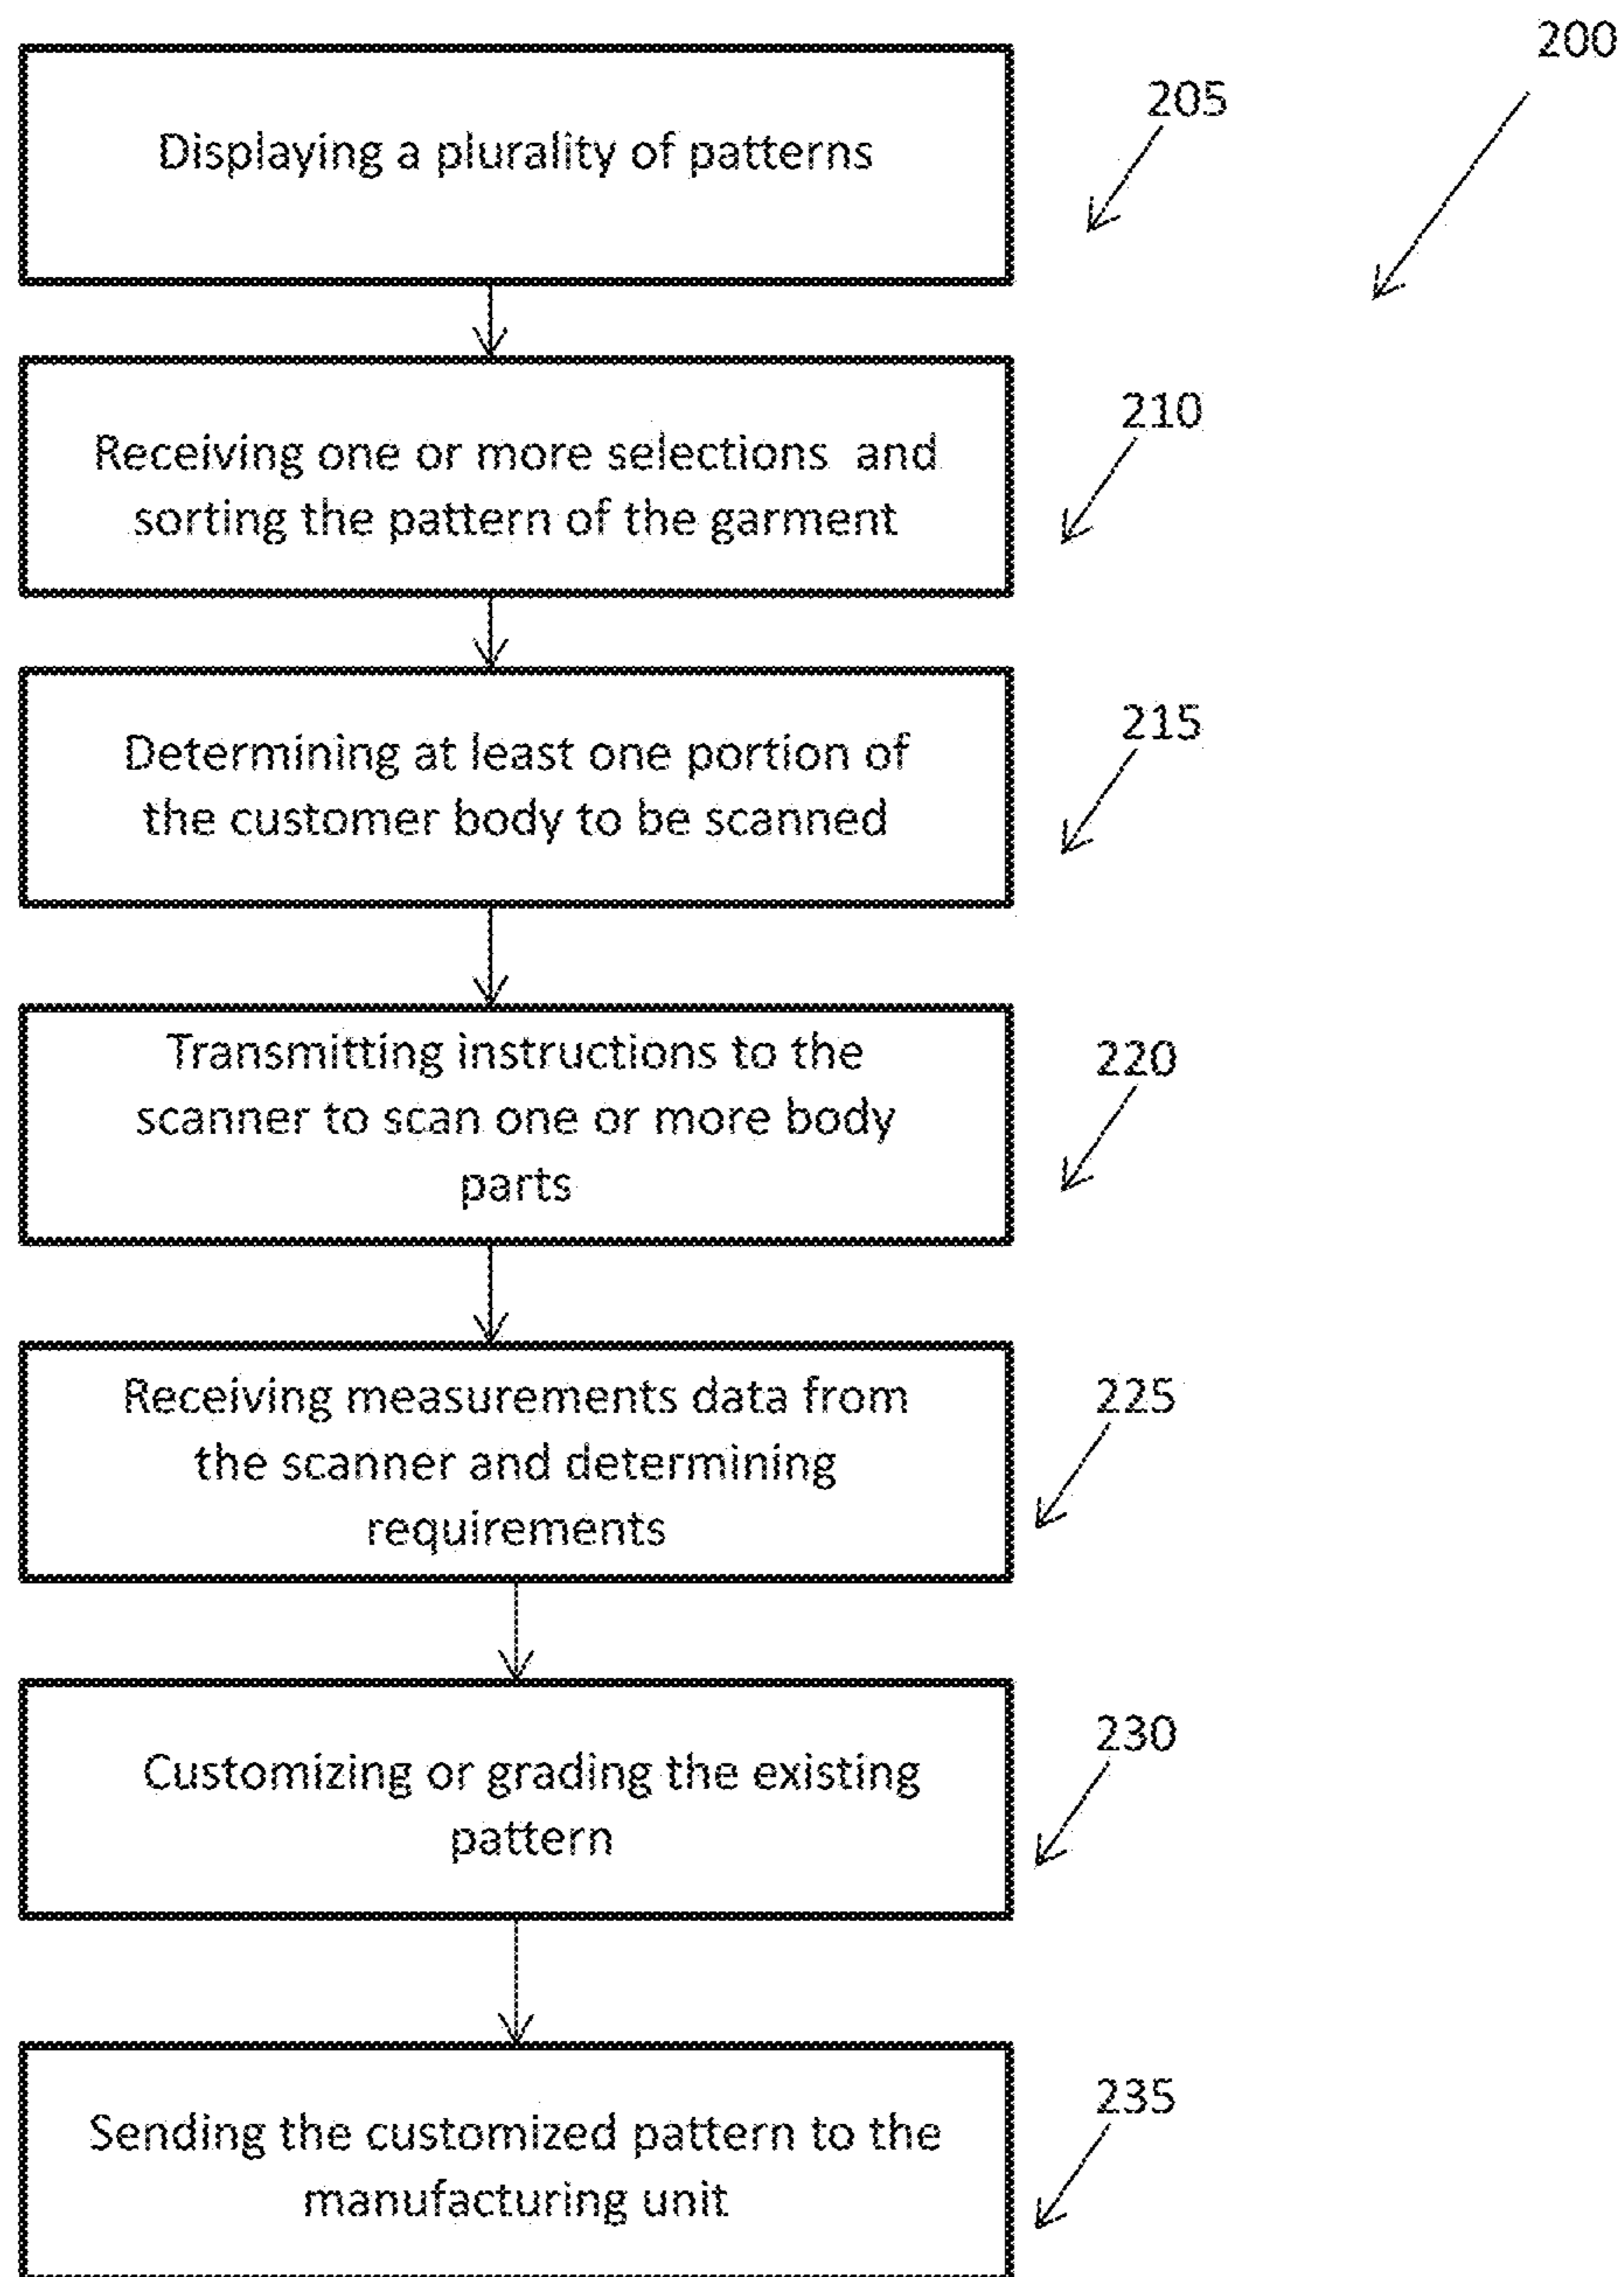 200
205
Displaying a plurality of patterns
210
Receiving one or more selections and
sorting the pattern of the garment
215
Determining at least one portion of
the customer body to be scanned
220
Transmitting instructions to the
scanner to scan one or more body
parts
225
Receiving measurements data from
the scanner and determining
requirements
230
Customizing or grading the existing
pattern
235
Sending the customized pattern to the
manufacturing unit